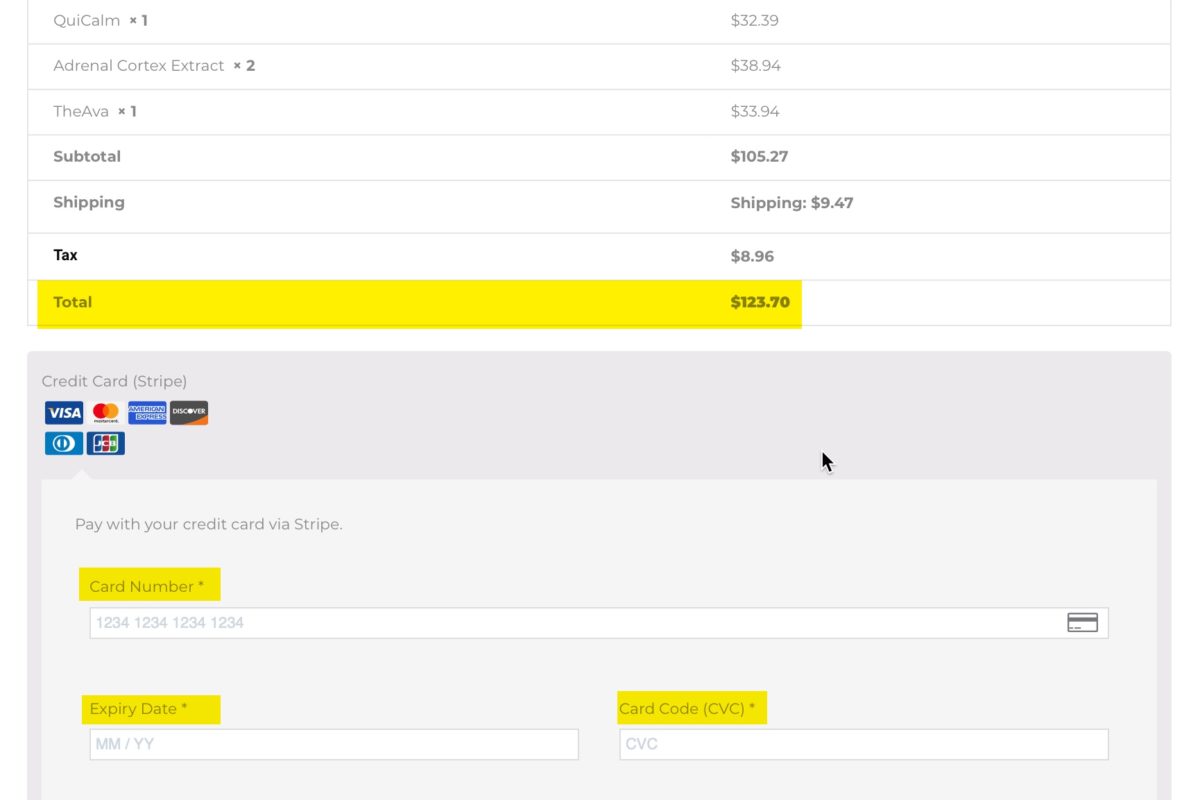 QuiCalm × 1 $32.39
Adrenal Cortex Extract × 2 $38.94
TheAva × 1 $33.94
Subtotal $105.27
Shipping Shipping: $9.47
Tax $8.96
Total $123.70
Credit Card (Stripe)
VISA mastercard. AMERICAN EXPRESS DISCOVER
JCB
Pay with your credit card via Stripe.
Card Number *
1234 1234 1234 1234
Expiry Date * Card Code (CVC) *
MM / YY CVC